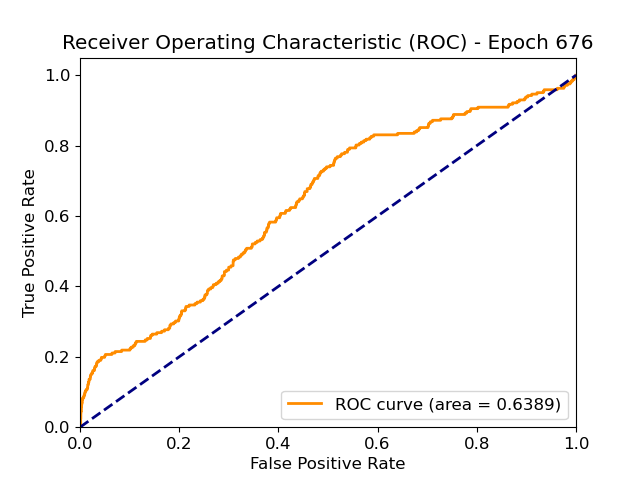 Receiver Operating Characteristic (ROC) - Epoch 676
1.0
0.8
0.6
0.4
0.2
0.0
True Positive Rate
ROC curve (area = 0.6389)
0.0 0.2 0.4 0.6 0.8 1.0
False Positive Rate